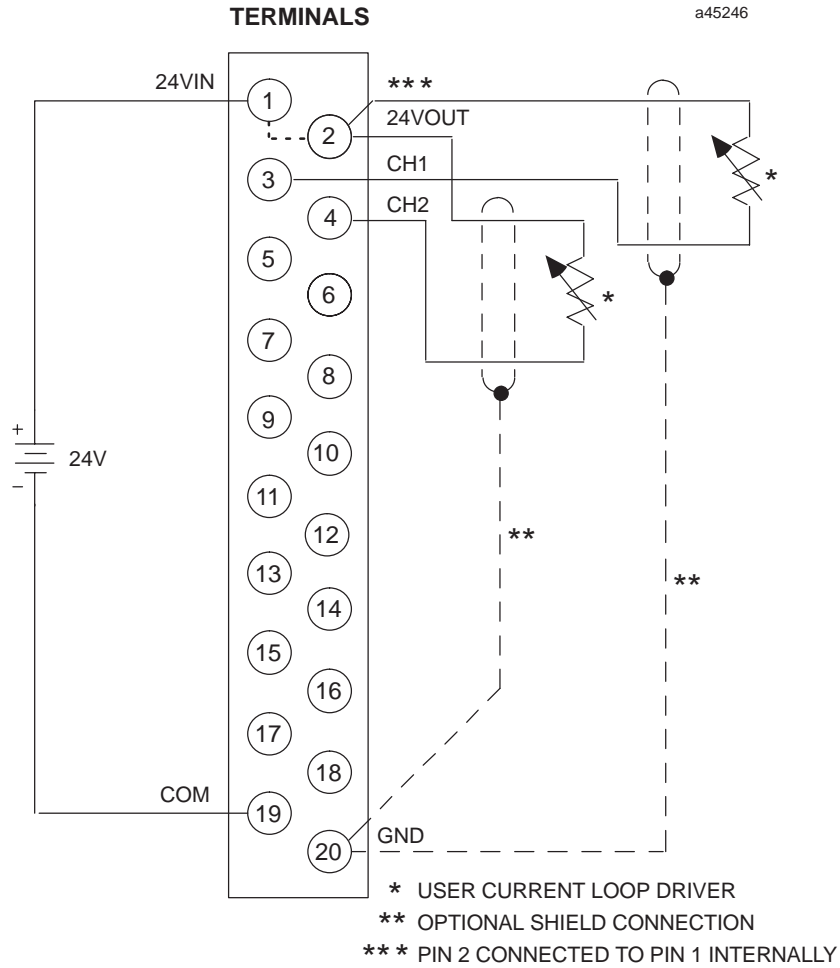 TERMINALS
a45246
24VIN
***
1
24VOUT
2
CH1
3
*
CH2
4
5
6
*
7
8
9
+
24V
10
−
11
12
**
13
**
14
15
16
17
18
COM
19
GND
20
* USER CURRENT LOOP DRIVER
** OPTIONAL SHIELD CONNECTION
*** PIN 2 CONNECTED TO PIN 1 INTERNALLY